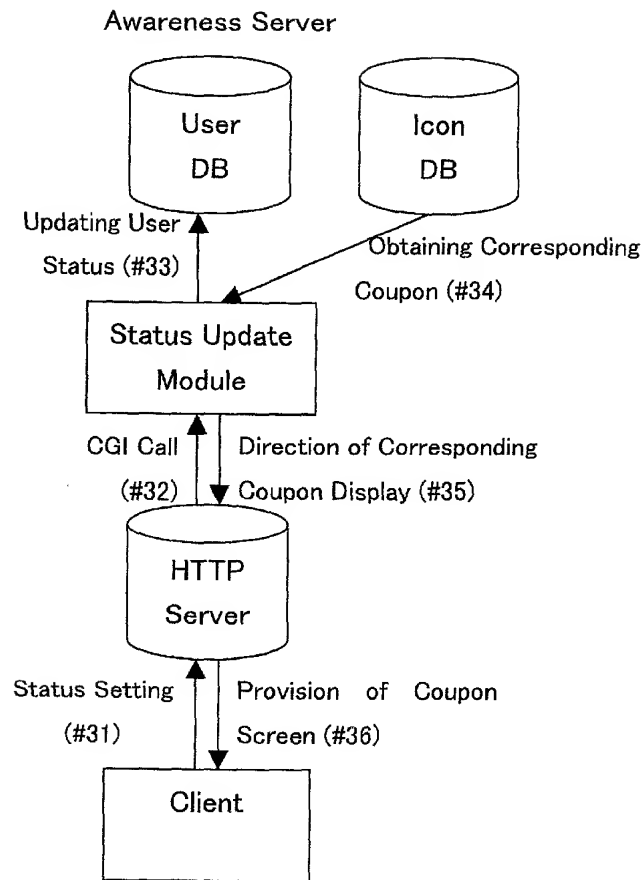 Awareness Server
User
DB
Icon
DB
Updating User
Status (#33)
Obtaining Corresponding
Coupon (#34)
Status Update
Module
CGI Call
(#32)
Direction of Corresponding
Coupon Display (#35)
HTTP
Server
Status Setting
(#31)
Provision of Coupon
Screen (#36)
Client